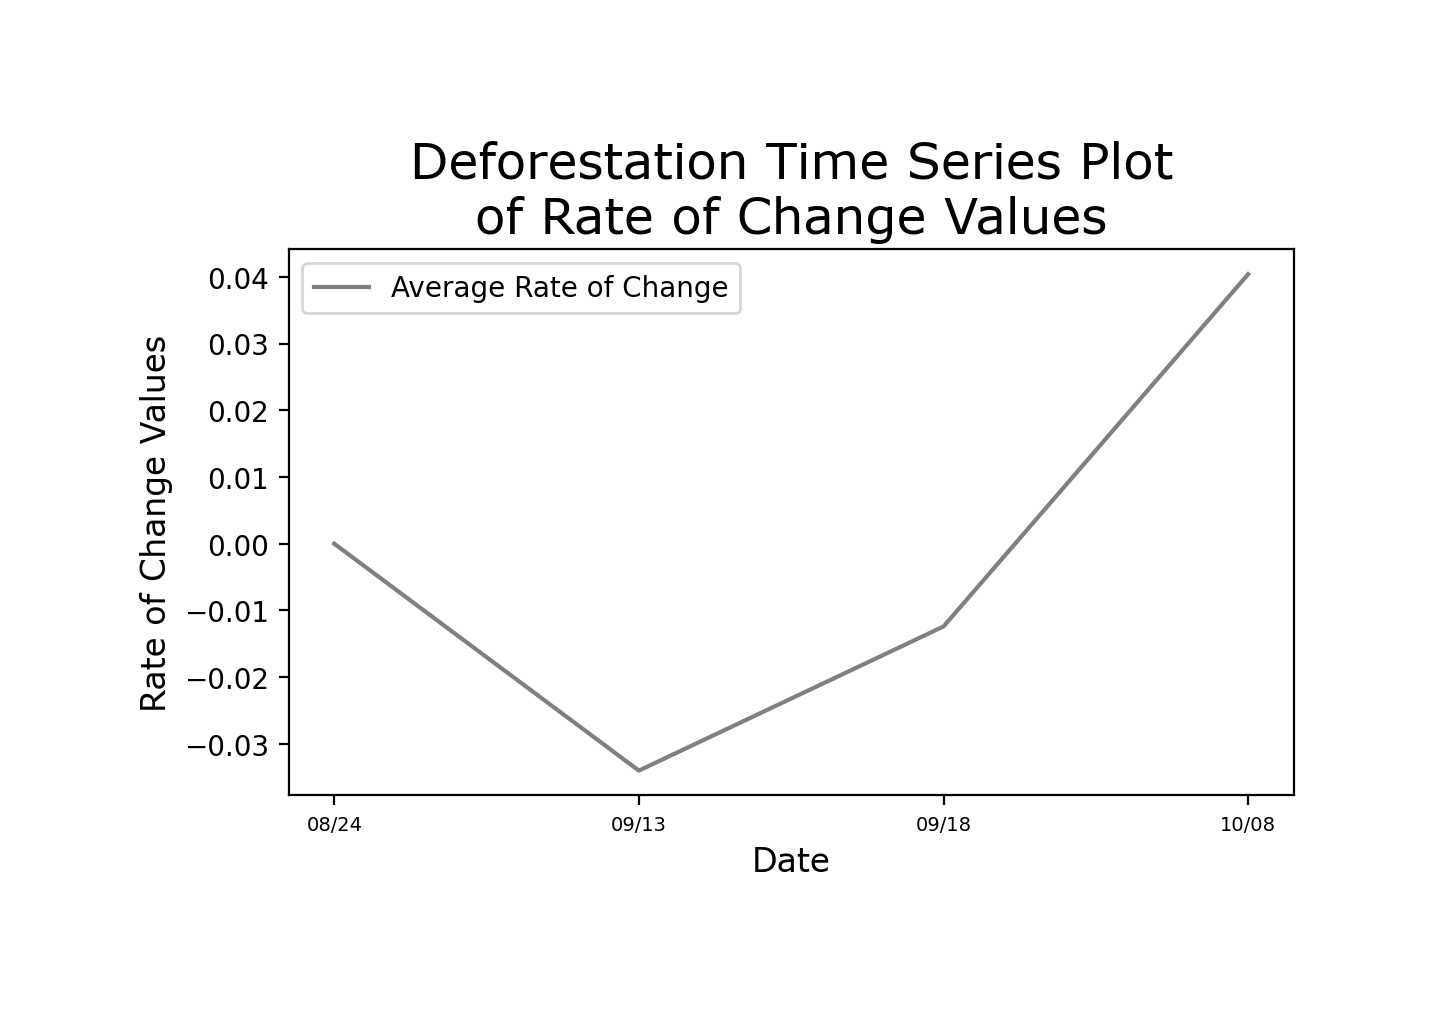 Deforestation Time Series Plot
of Rate of Change Values
Average Rate of Change
Rate of Change Values
0.04
0.03
0.02
0.01
0.00
−0.01
−0.02
−0.03
08/24 09/13 09/18 10/08
Date